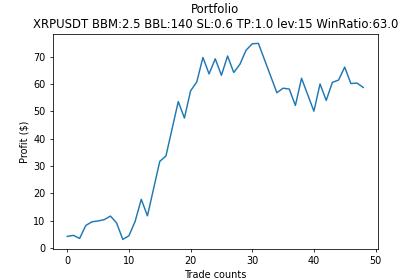 Portfolio
XRPUSDT BBM:2.5 BBL:140 SL:0.6 TP:1.0 lev:15 WinRatio:63.0
70
60
50
40
30
20
10
0
Profit ($)
0 10 20 30 40 50
Trade counts